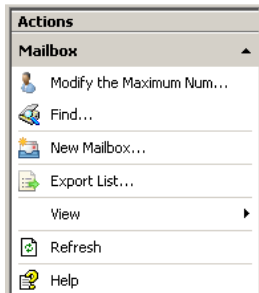 Actions
Mailbox
Modify the Maximum Num...
Find...
New Mailbox...
Export List...
View
Refresh
Help